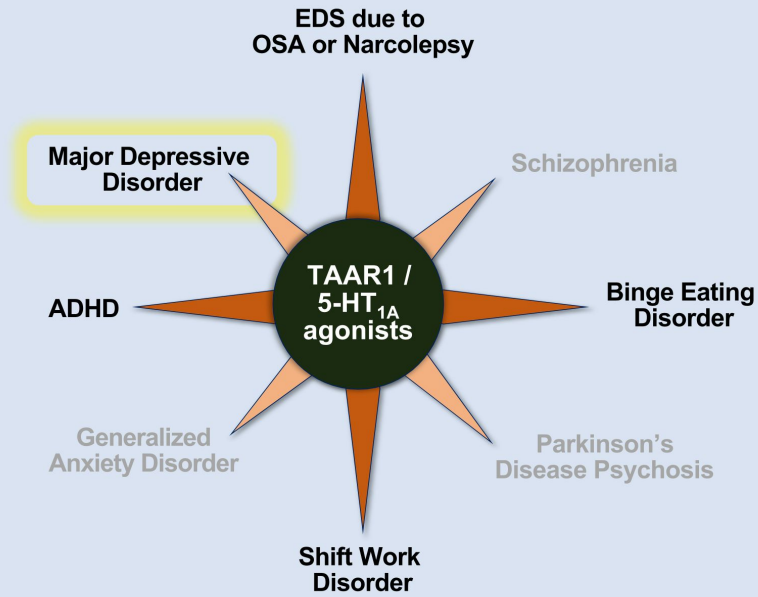 EDS due to
OSA or Narcolepsy
Major Depressive
Disorder
Schizophrenia
TAAR1 /
5-HT1A
agonists
ADHD
Binge Eating
Disorder
Generalized
Anxiety Disorder
Parkinson’s
Disease Psychosis
Shift Work
Disorder